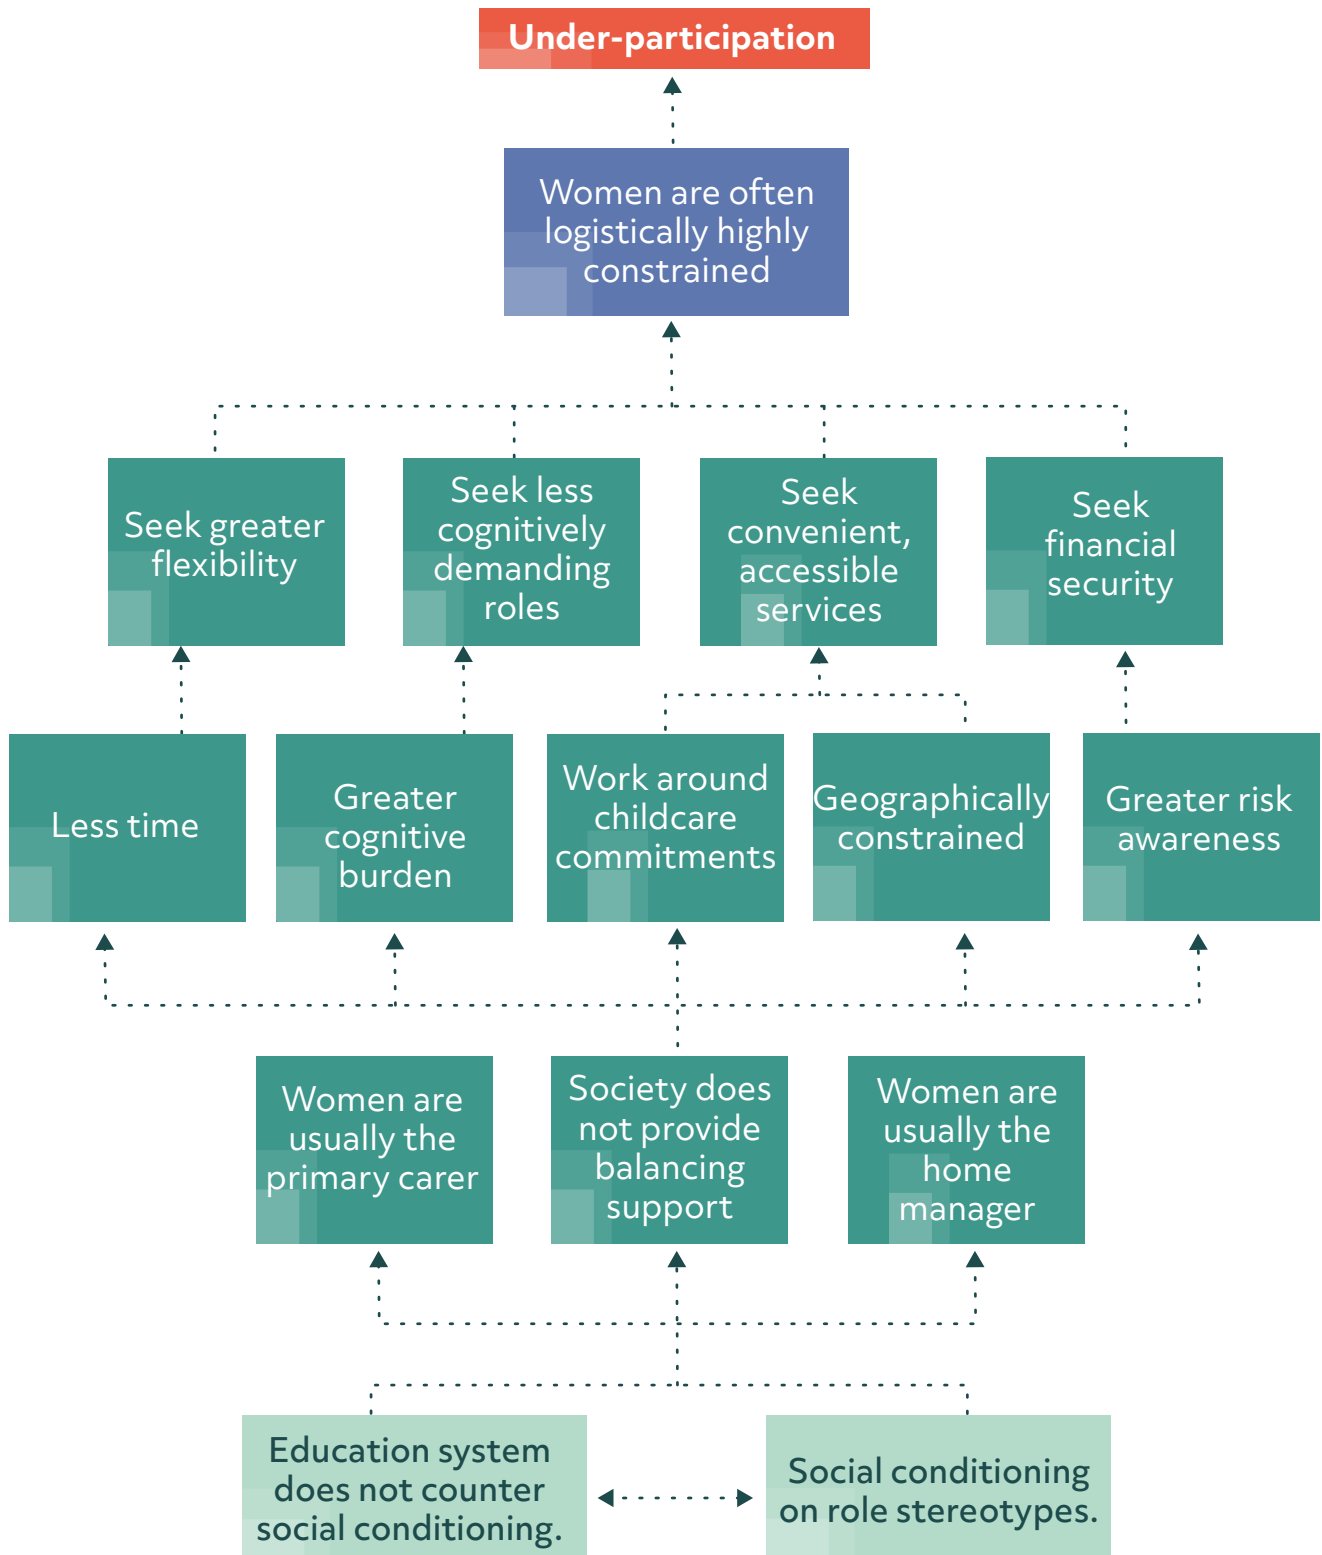 Under-participation
Women are often
logistically highly
constrained
Seek greater
flexibility
Seek less
cognitively
demanding
roles
Seek
convenient,
accessible
services
Seek
financial
security
Less time
Greater
cognitive
burden
Work around
childcare
commitments
Geographically
constrained
Greater risk
awareness
Women are
usually the
primary carer
Society does
not provide
balancing
support
Women are
usually the
home
manager
Education system
does not counter
social conditioning.
Social conditioning
on role stereotypes.